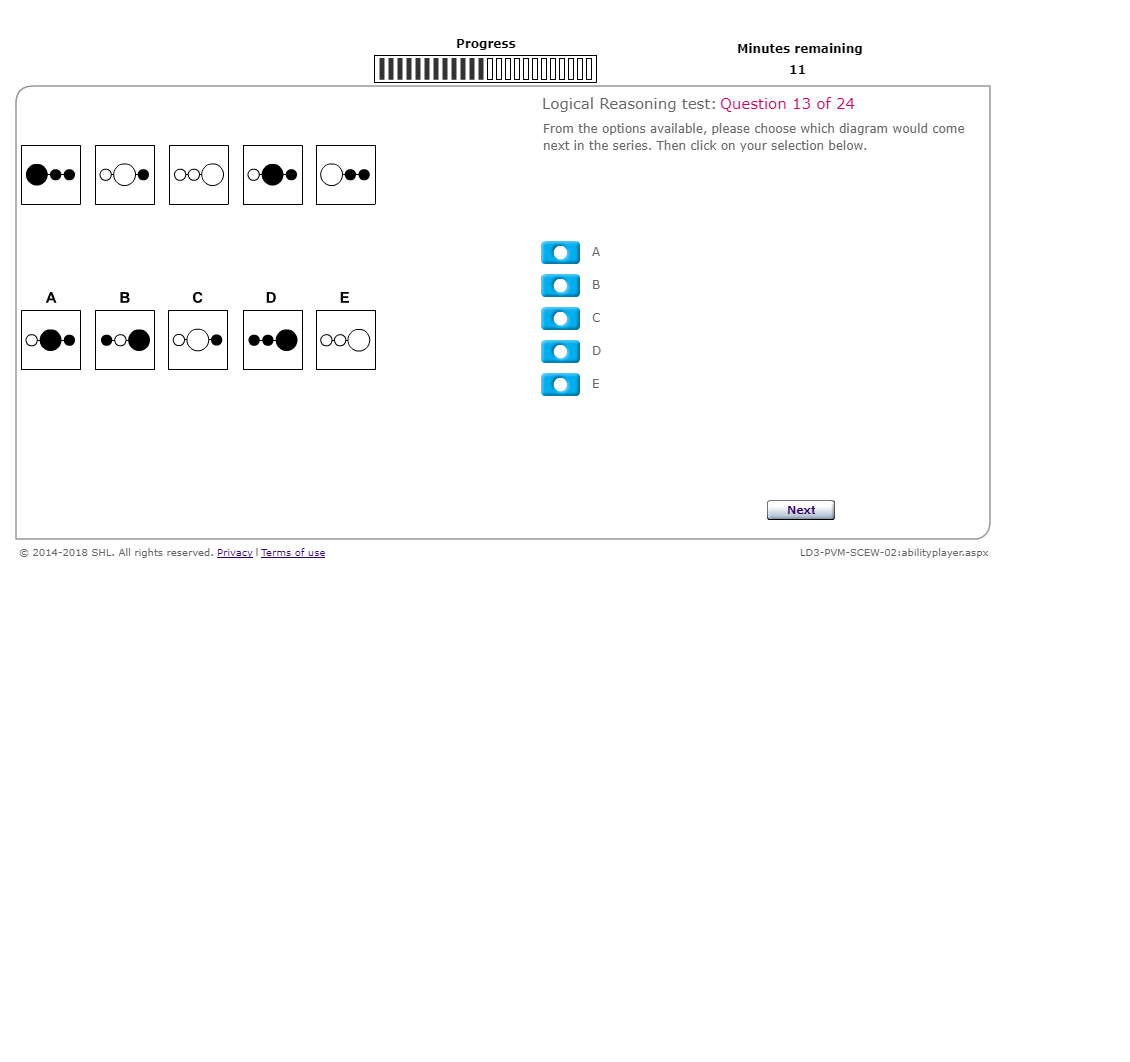 Progress
Minutes remaining
11
Logical Reasoning test: Question 13 of 24
From the options available, please choose which diagram would come
next in the series. Then click on your selection below.
A B C D E
A
B
C
D
E
Next
© 2014-2018 SHL. All rights reserved. Privacy | Terms of use
LD3-PVM-SCEW-02:abilityplayer.aspx